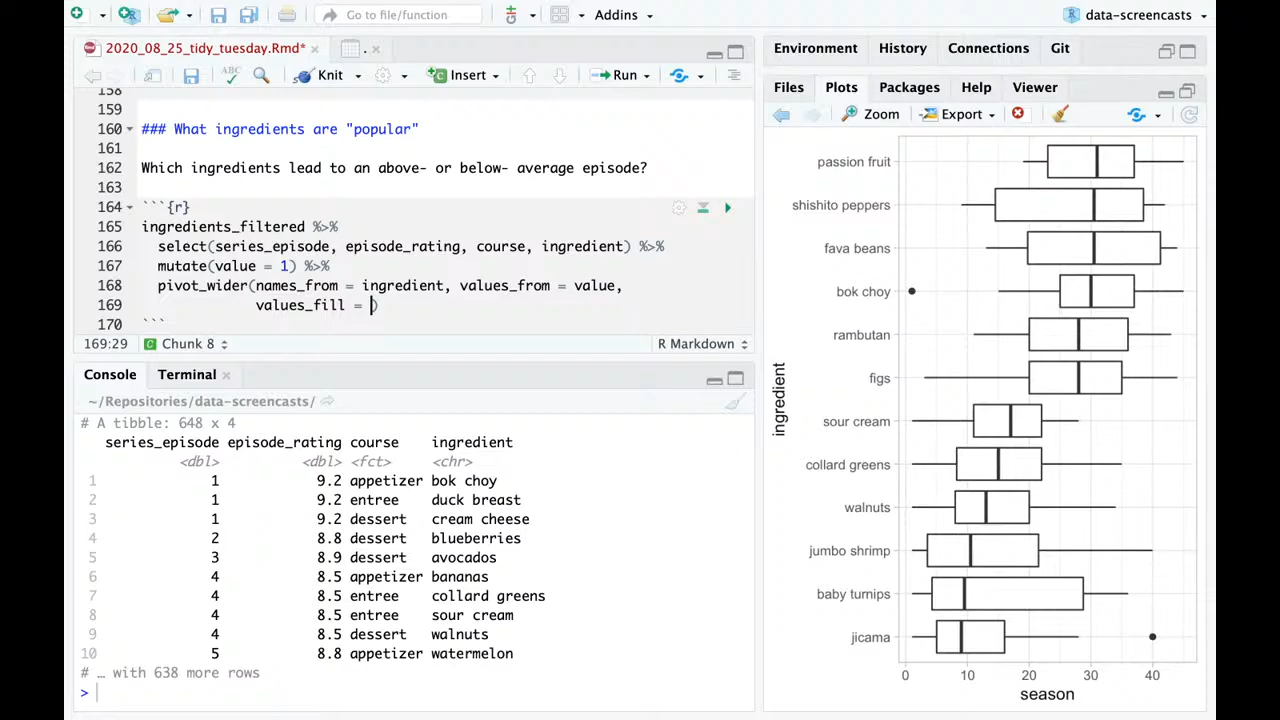 Go to file/function
Addins
data-screencasts
2020_08_25_tidy_tuesday.Rmd*
.
ABC
Knit
Insert
Run
158
159
160 ### What ingredients are "popular"
161
162 Which ingredients lead to an above- or below- average episode?
163
164 ```{r}
165 ingredients_filtered %>%
166 select(series_episode, episode_rating, course, ingredient) %>%
167 mutate(value = 1) %>%
168 pivot_wider(names_from = ingredient, values_from = value,
169 values_fill = )
170 ```
169:29 Chunk 8 R Markdown
Console Terminal
~/Repositories/data-screencasts/
# A tibble: 648 x 4
series_episode episode_rating course ingredient
<dbl> <dbl> <fct> <chr>
1 1 9.2 appetizer bok choy
2 1 9.2 entree duck breast
3 1 9.2 dessert cream cheese
4 2 8.8 dessert blueberries
5 3 8.9 dessert avocados
6 4 8.5 appetizer bananas
7 4 8.5 entree collard greens
8 4 8.5 entree sour cream
9 4 8.5 dessert walnuts
10 5 8.8 appetizer watermelon
# … with 638 more rows
>
Environment History Connections Git
Files Plots Packages Help Viewer
Zoom Export
passion fruit
shishito peppers
fava beans
bok choy
rambutan
figs
sour cream
collard greens
walnuts
jumbo shrimp
baby turnips
jicama
ingredient
0 10 20 30 40
season